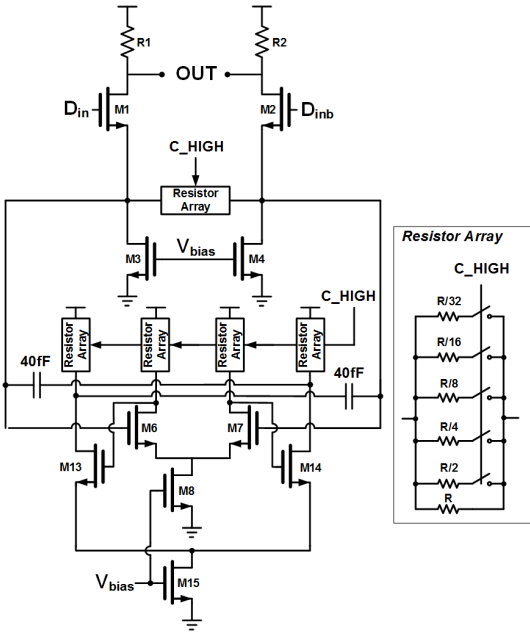 R1
R2
OUT
Din
M1
M2
Dinb
C_HIGH
Resistor
Array
M3
Vbias
M4
C_HIGH
Resistor
Array
Resistor
Array
Resistor
Array
Resistor
Array
40fF
40fF
M6
M7
M13
M14
M8
Vbias
M15
Resistor Array
C_HIGH
R/32
R/16
R/8
R/4
R/2
R